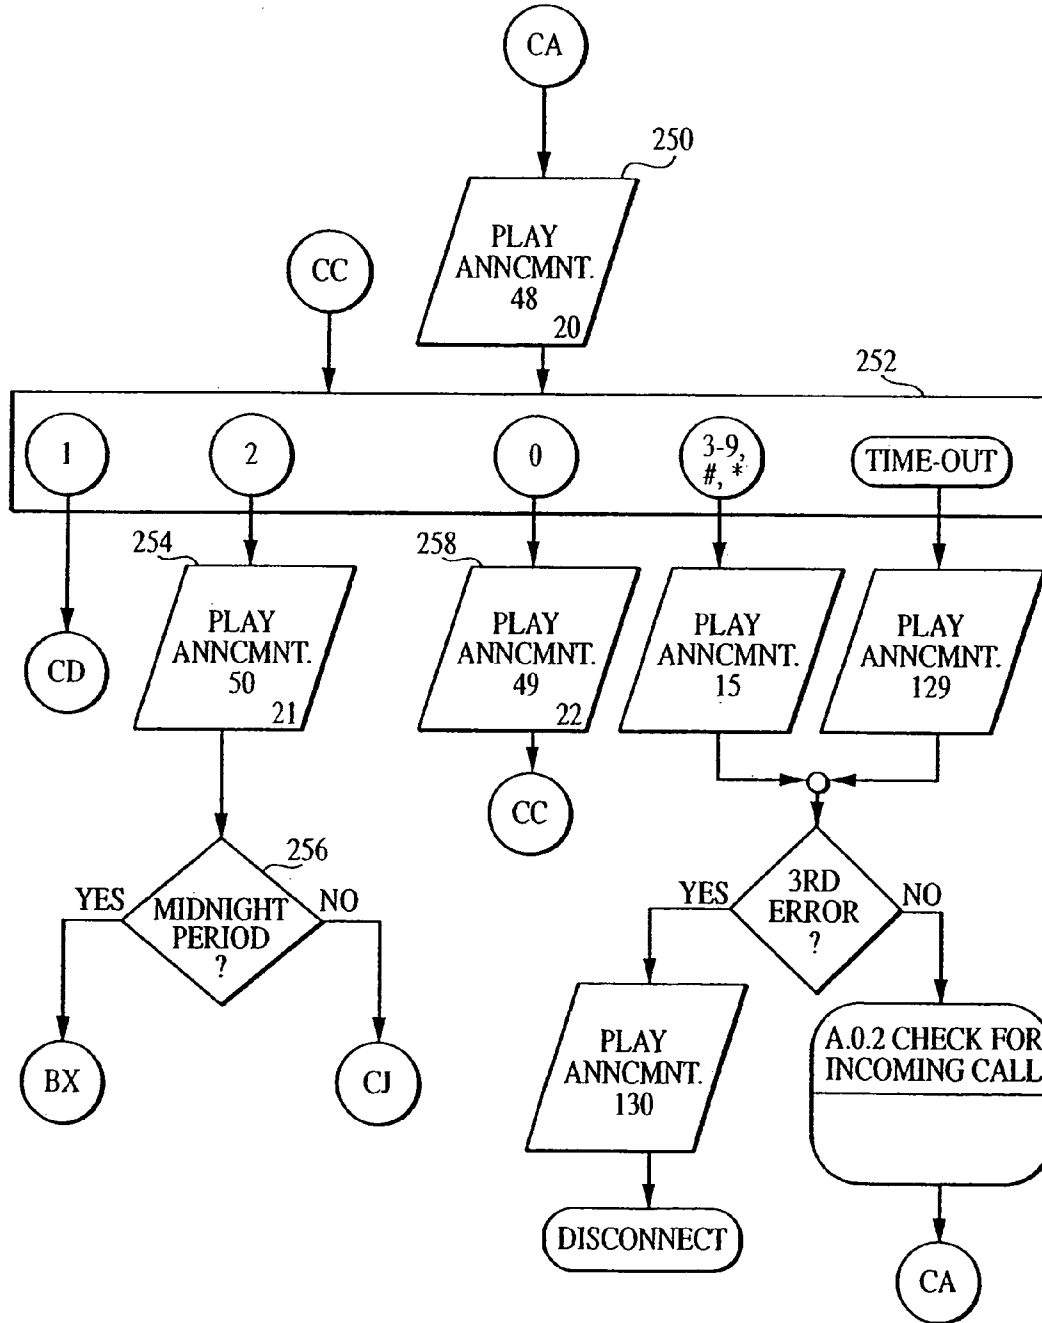 CA
250
PLAY
ANNCMNT.
48
20
CC
252
1
2
0
3-9,
#, *
TIME-OUT
254
PLAY
ANNCMNT.
50
21
258
PLAY
ANNCMNT.
49
22
PLAY
ANNCMNT.
15
PLAY
ANNCMNT.
129
CD
CC
256
YES
MIDNIGHT
PERIOD
?
NO
YES
3RD
ERROR
?
NO
BX
CJ
PLAY
ANNCMNT.
130
A.0.2 CHECK FOR
INCOMING CALL
DISCONNECT
CA